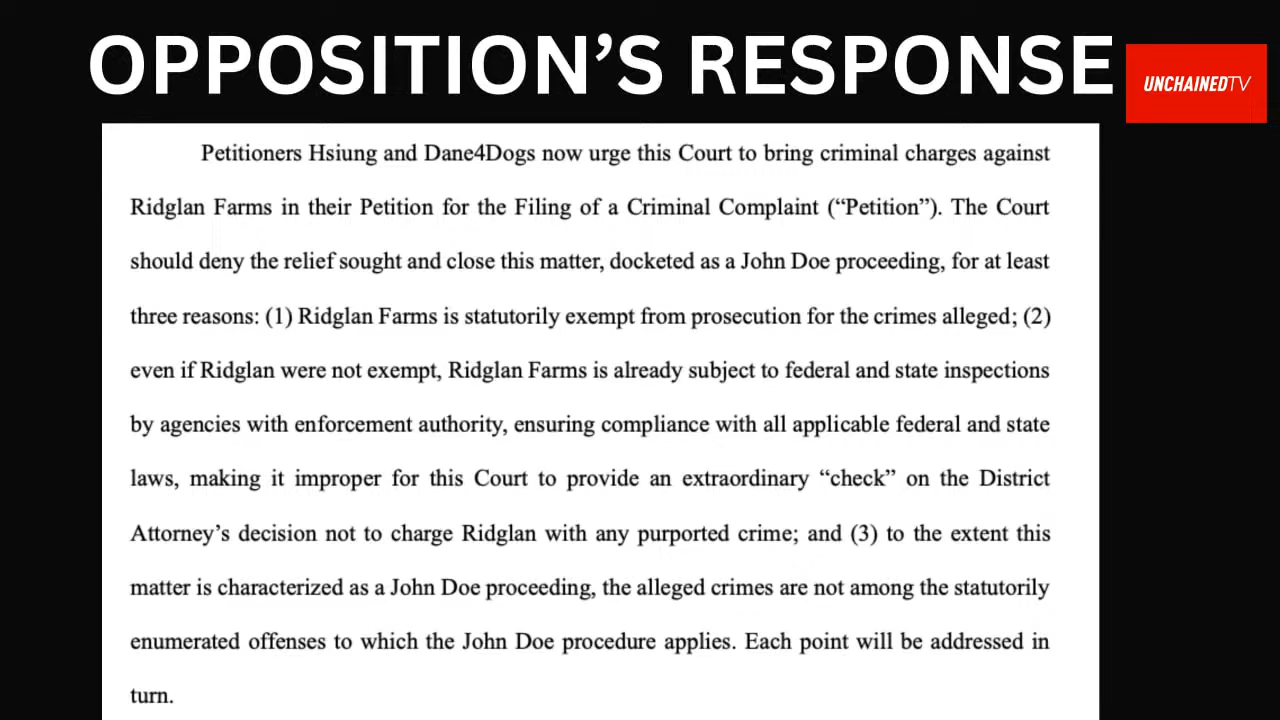 OPPOSITION’S RESPONSE
UNCHAINEDTV
Petitioners Hsiung and Dane4Dogs now urge this Court to bring criminal charges against
Ridglan Farms in their Petition for the Filing of a Criminal Complaint (“Petition”). The Court
should deny the relief sought and close this matter, docketed as a John Doe proceeding, for at least
three reasons: (1) Ridglan Farms is statutorily exempt from prosecution for the crimes alleged; (2)
even if Ridglan were not exempt, Ridglan Farms is already subject to federal and state inspections
by agencies with enforcement authority, ensuring compliance with all applicable federal and state
laws, making it improper for this Court to provide an extraordinary “check” on the District
Attorney’s decision not to charge Ridglan with any purported crime; and (3) to the extent this
matter is characterized as a John Doe proceeding, the alleged crimes are not among the statutorily
enumerated offenses to which the John Doe procedure applies. Each point will be addressed in
turn.